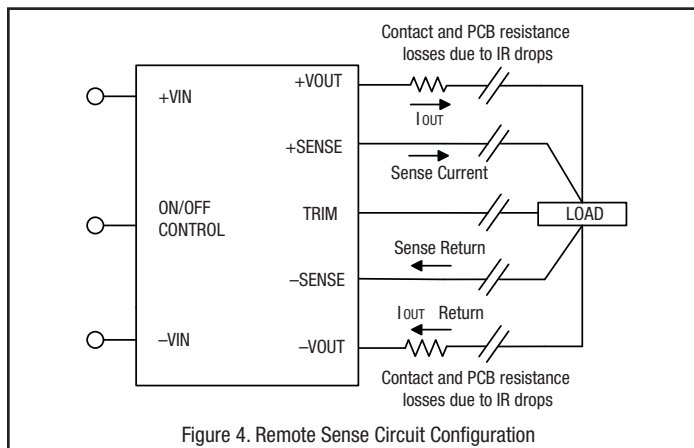 Contact and PCB resistance
losses due to IR drops
+VOUT
+VIN
IOUT
+SENSE
Sense Current
ON/OFF
CONTROL
TRIM
LOAD
Sense Return
–SENSE
IOUT Return
–VIN
–VOUT
Contact and PCB resistance
losses due to IR drops
Figure 4. Remote Sense Circuit Configuration